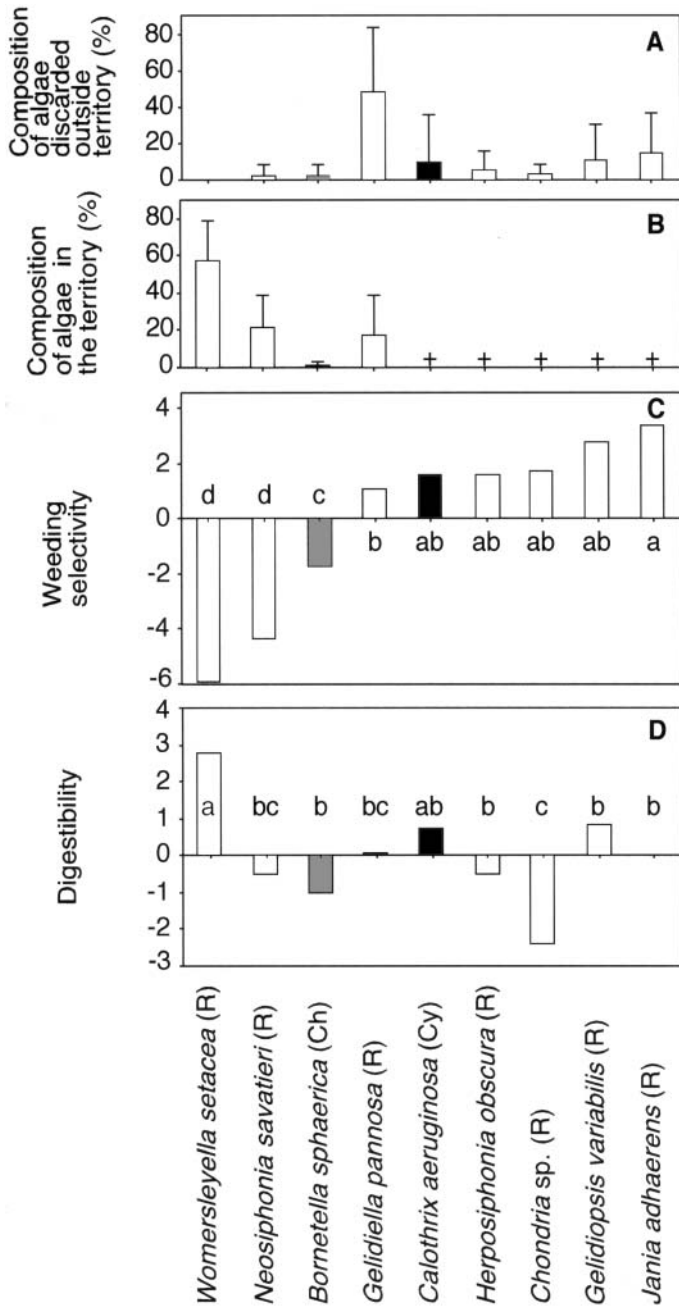 Composition
of algae
discarded
outside
territory (%)
80
60
40
20
0
A
Composition
of algae in
the territory (%)
80
60
40
20
0
B
+ + + + +
Weeding
selectivity
4
2
0
-2
-4
-6
C
d d c
b ab ab ab ab a
Digestibility
4
3
2
1
0
-1
-2
-3
D
a bc b bc ab b c b b
Womersleyella setacea (R)
Neosiphonia savatieri (R)
Bornetella sphaerica (Ch)
Gelidiella pannosa (R)
Calothrix aeruginosa (Cy)
Herposiphonia obscura (R)
Chondria sp. (R)
Gelidiopsis variabilis (R)
Jania adhaerens (R)